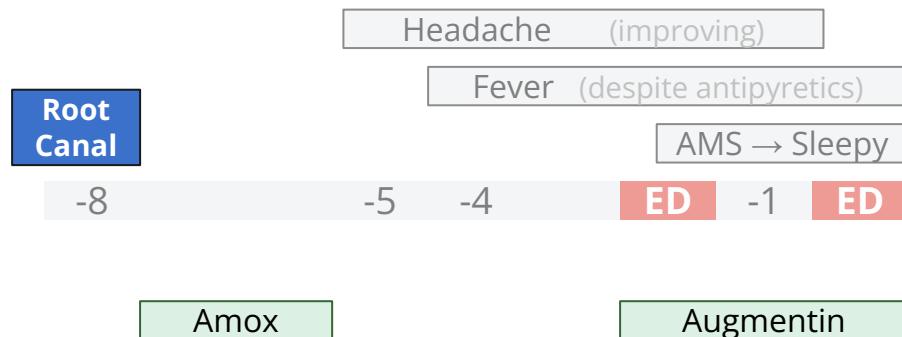 Headache (improving)
Fever (despite antipyretics)
Root
Canal
AMS → Sleepy
-8 -5 -4 ED -1 ED
Amox Augmentin